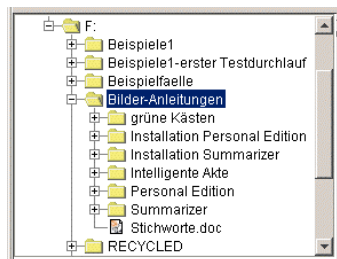 F:
Beispiele1
Beispiele1-erster Testdurchlauf
Beispielfaelle
Bilder-Anleitungen
grüne Kästen
Installation Personal Edition
Installation Summarizer
Intelligente Akte
Personal Edition
Summarizer
Stichworte.doc
RECYCLED